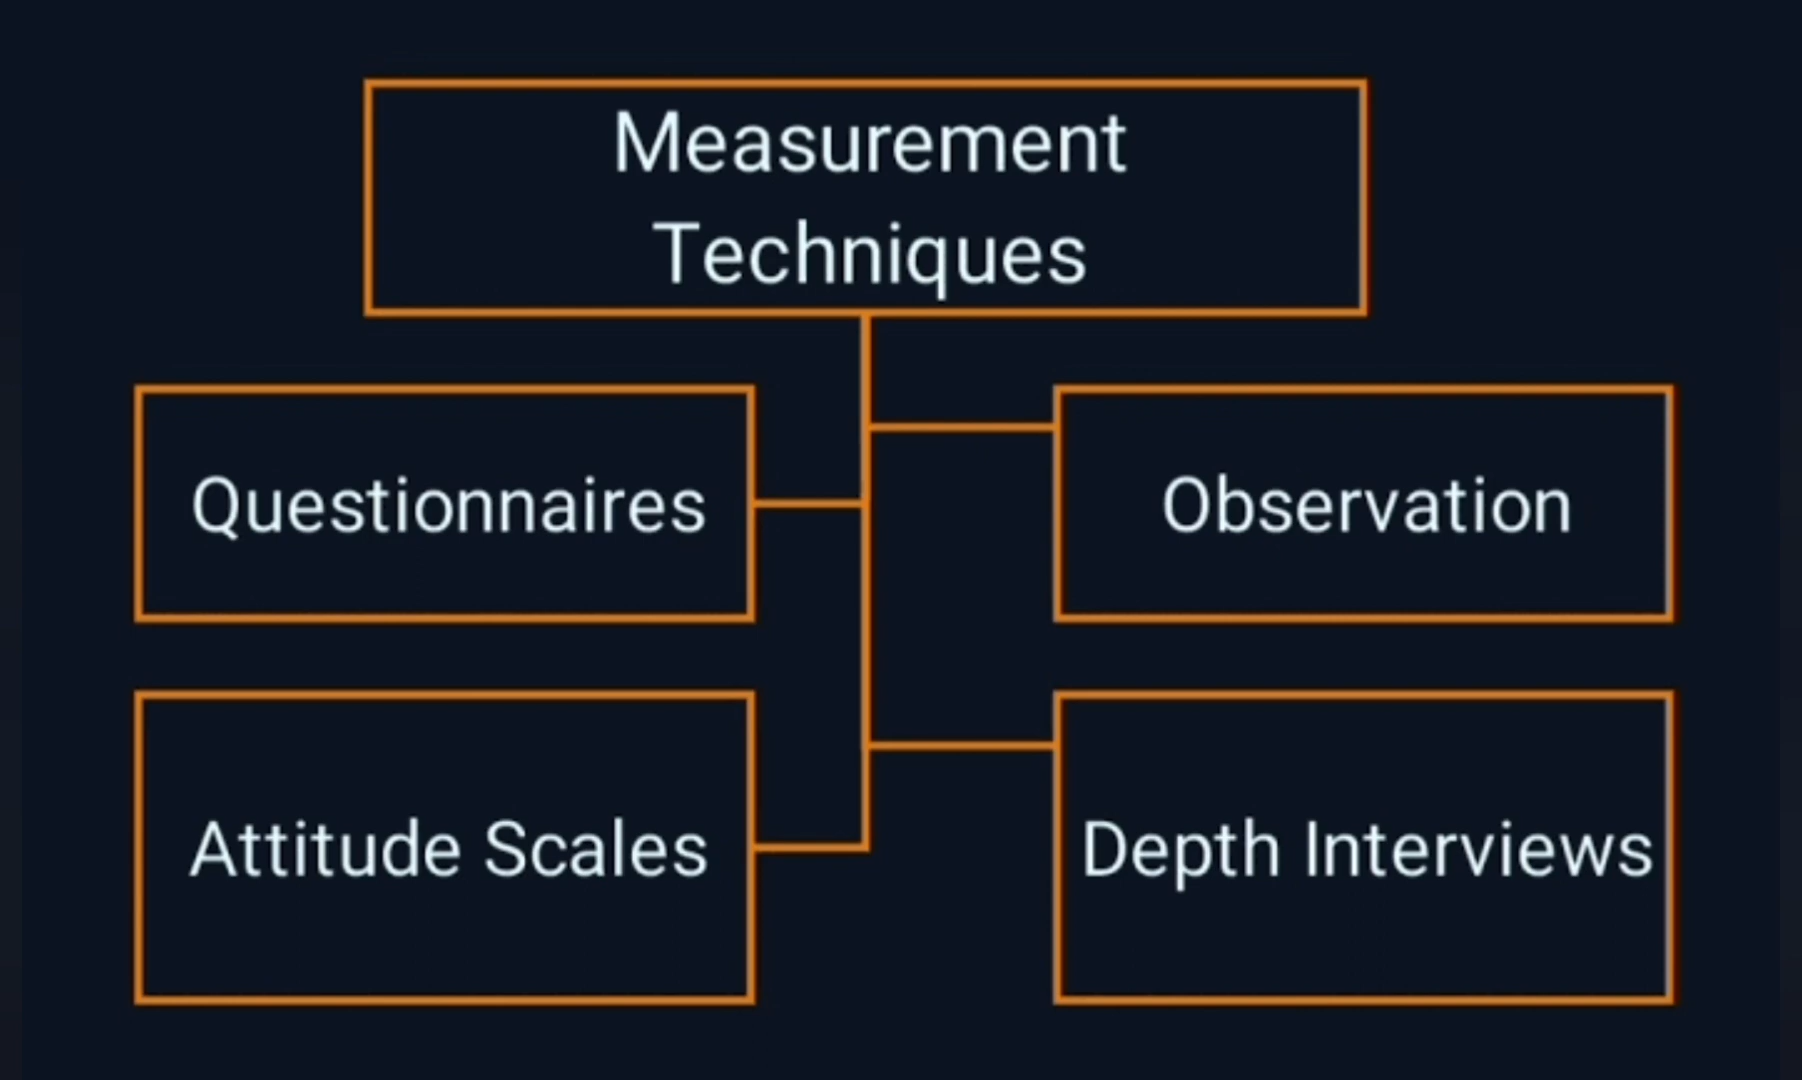 Measurement
Techniques
Questionnaires
Observation
Attitude Scales
Depth Interviews